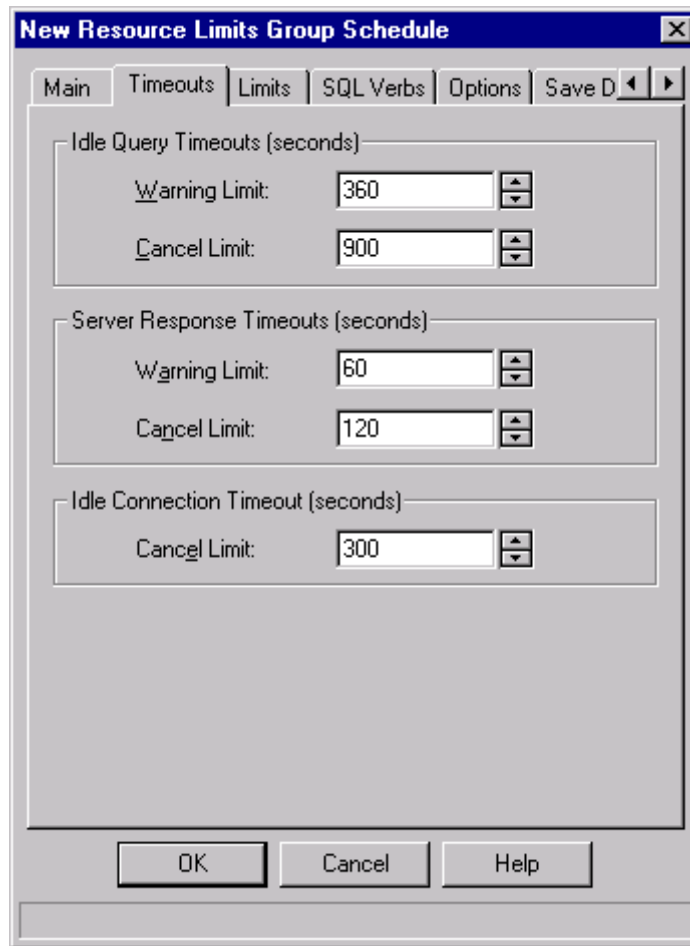 New Resource Limits Group Schedule
Main Timeouts Limits SQL Verbs Options Save D
Idle Query Timeouts (seconds)
Warning Limit: 360
Cancel Limit: 900
Server Response Timeouts (seconds)
Warning Limit: 60
Cancel Limit: 120
Idle Connection Timeout (seconds)
Cancel Limit: 300
OK Cancel Help